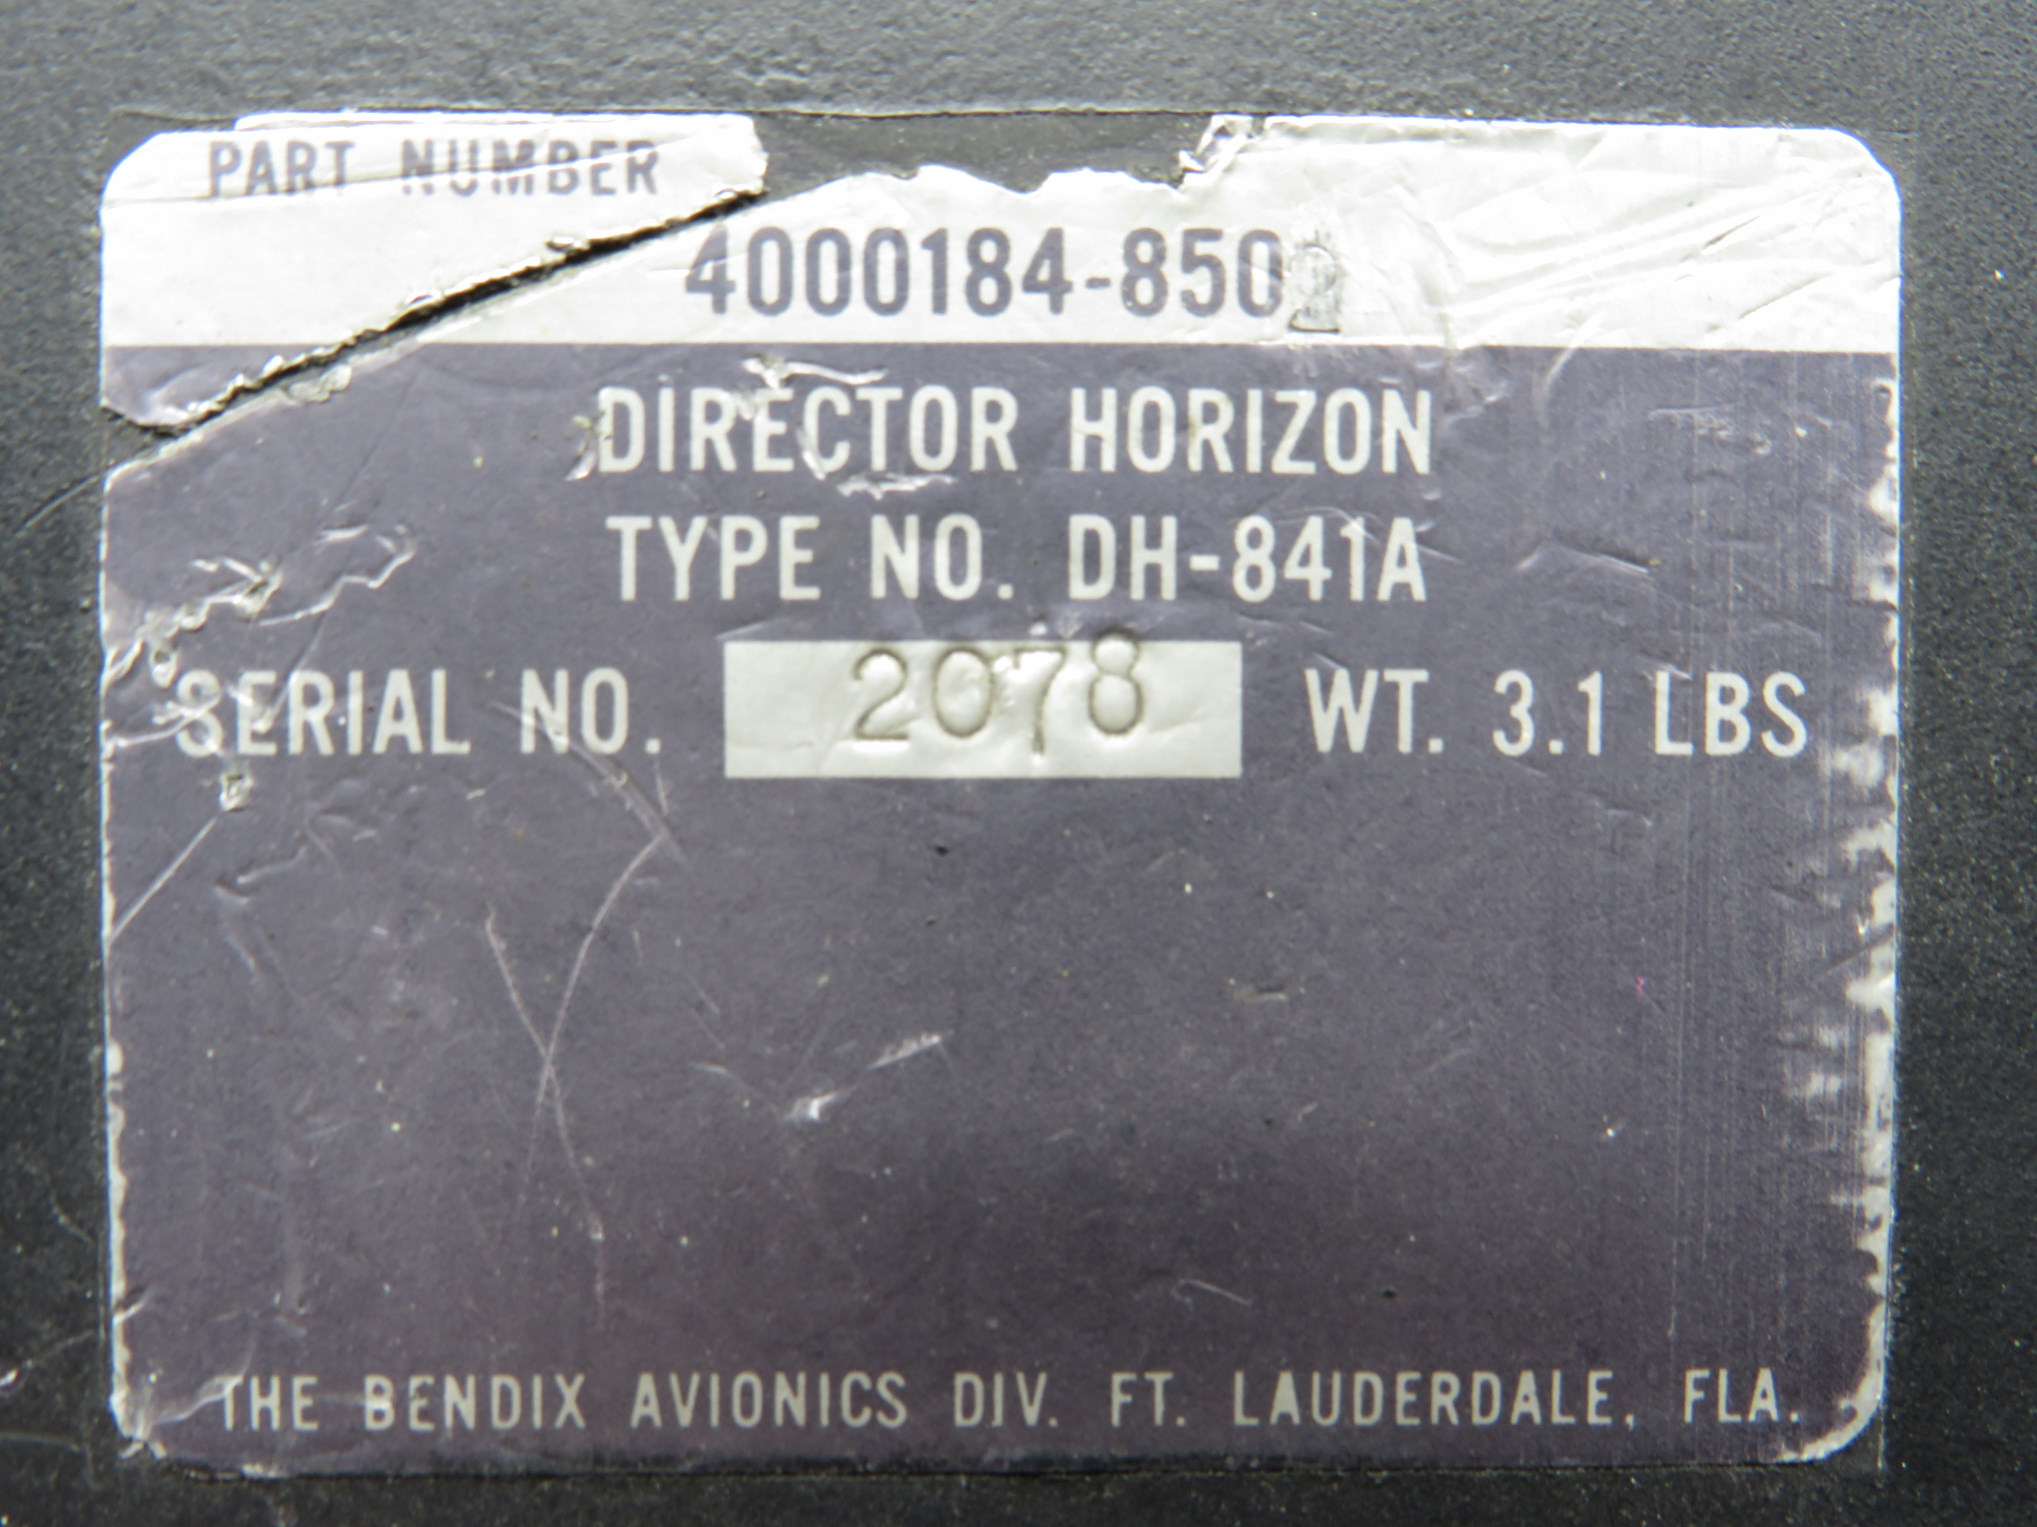 PART NUMBER
4000184-8502
DIRECTOR HORIZON
TYPE NO. DH-841A
SERIAL NO. 2078 WT. 3.1 LBS
THE BENDIX AVIONICS DIV. FT. LAUDERDALE, FLA.